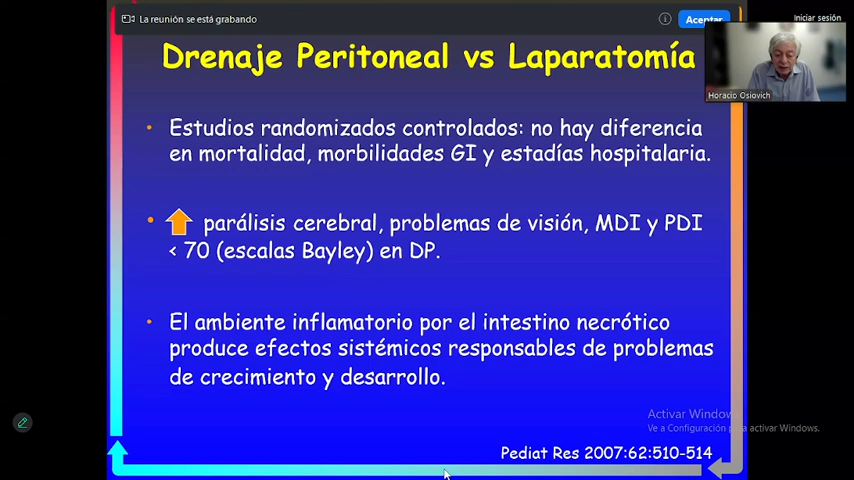 La reunión se está grabando
Aceptar
Iniciar sesión
Drenaje Peritoneal vs Laparatomía
Horacio Osiovich
• Estudios randomizados controlados: no hay diferencia
en mortalidad, morbilidades GI y estadías hospitalaria.
• parálisis cerebral, problemas de visión, MDI y PDI
< 70 (escalas Bayley) en DP.
• El ambiente inflamatorio por el intestino necrótico
produce efectos sistémicos responsables de problemas
de crecimiento y desarrollo.
Activar Windows
Ve a Configuración para activar Windows.
Pediat Res 2007:62:510-514